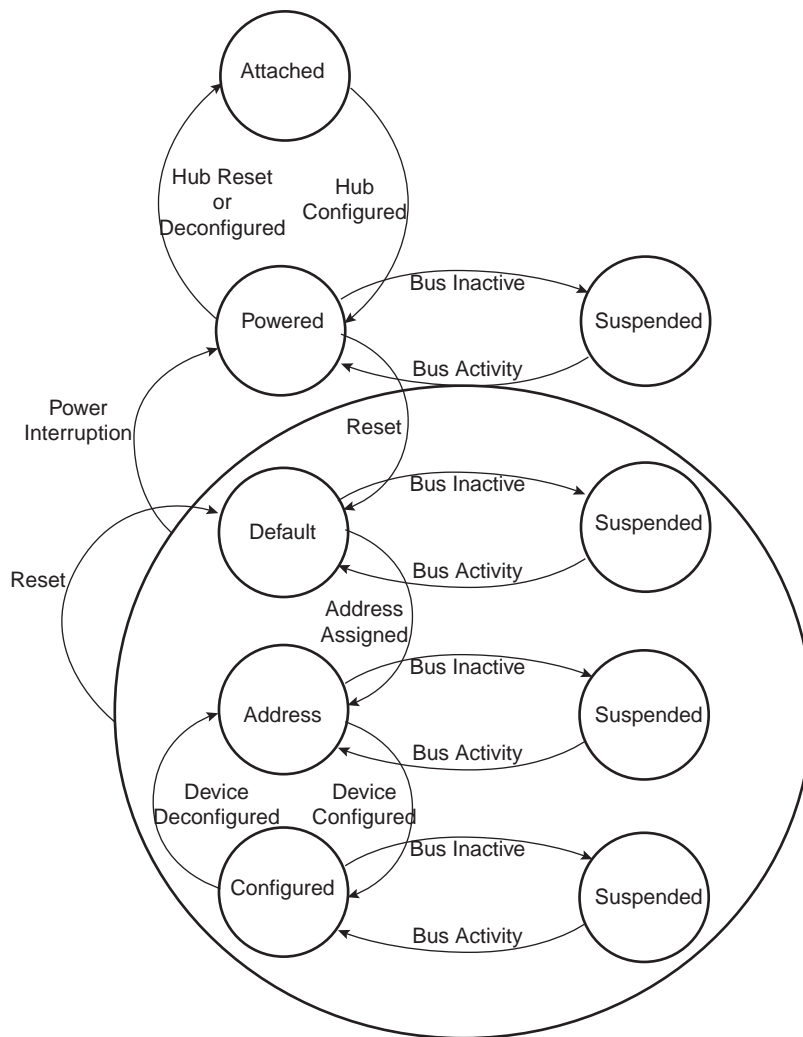 Attached
Hub Reset
or
Deconfigured
Hub
Configured
Powered
Bus Inactive
Suspended
Bus Activity
Power
Interruption
Reset
Default
Bus Inactive
Suspended
Bus Activity
Reset
Address
Assigned
Address
Bus Inactive
Suspended
Bus Activity
Device
Deconfigured
Device
Configured
Configured
Bus Inactive
Suspended
Bus Activity